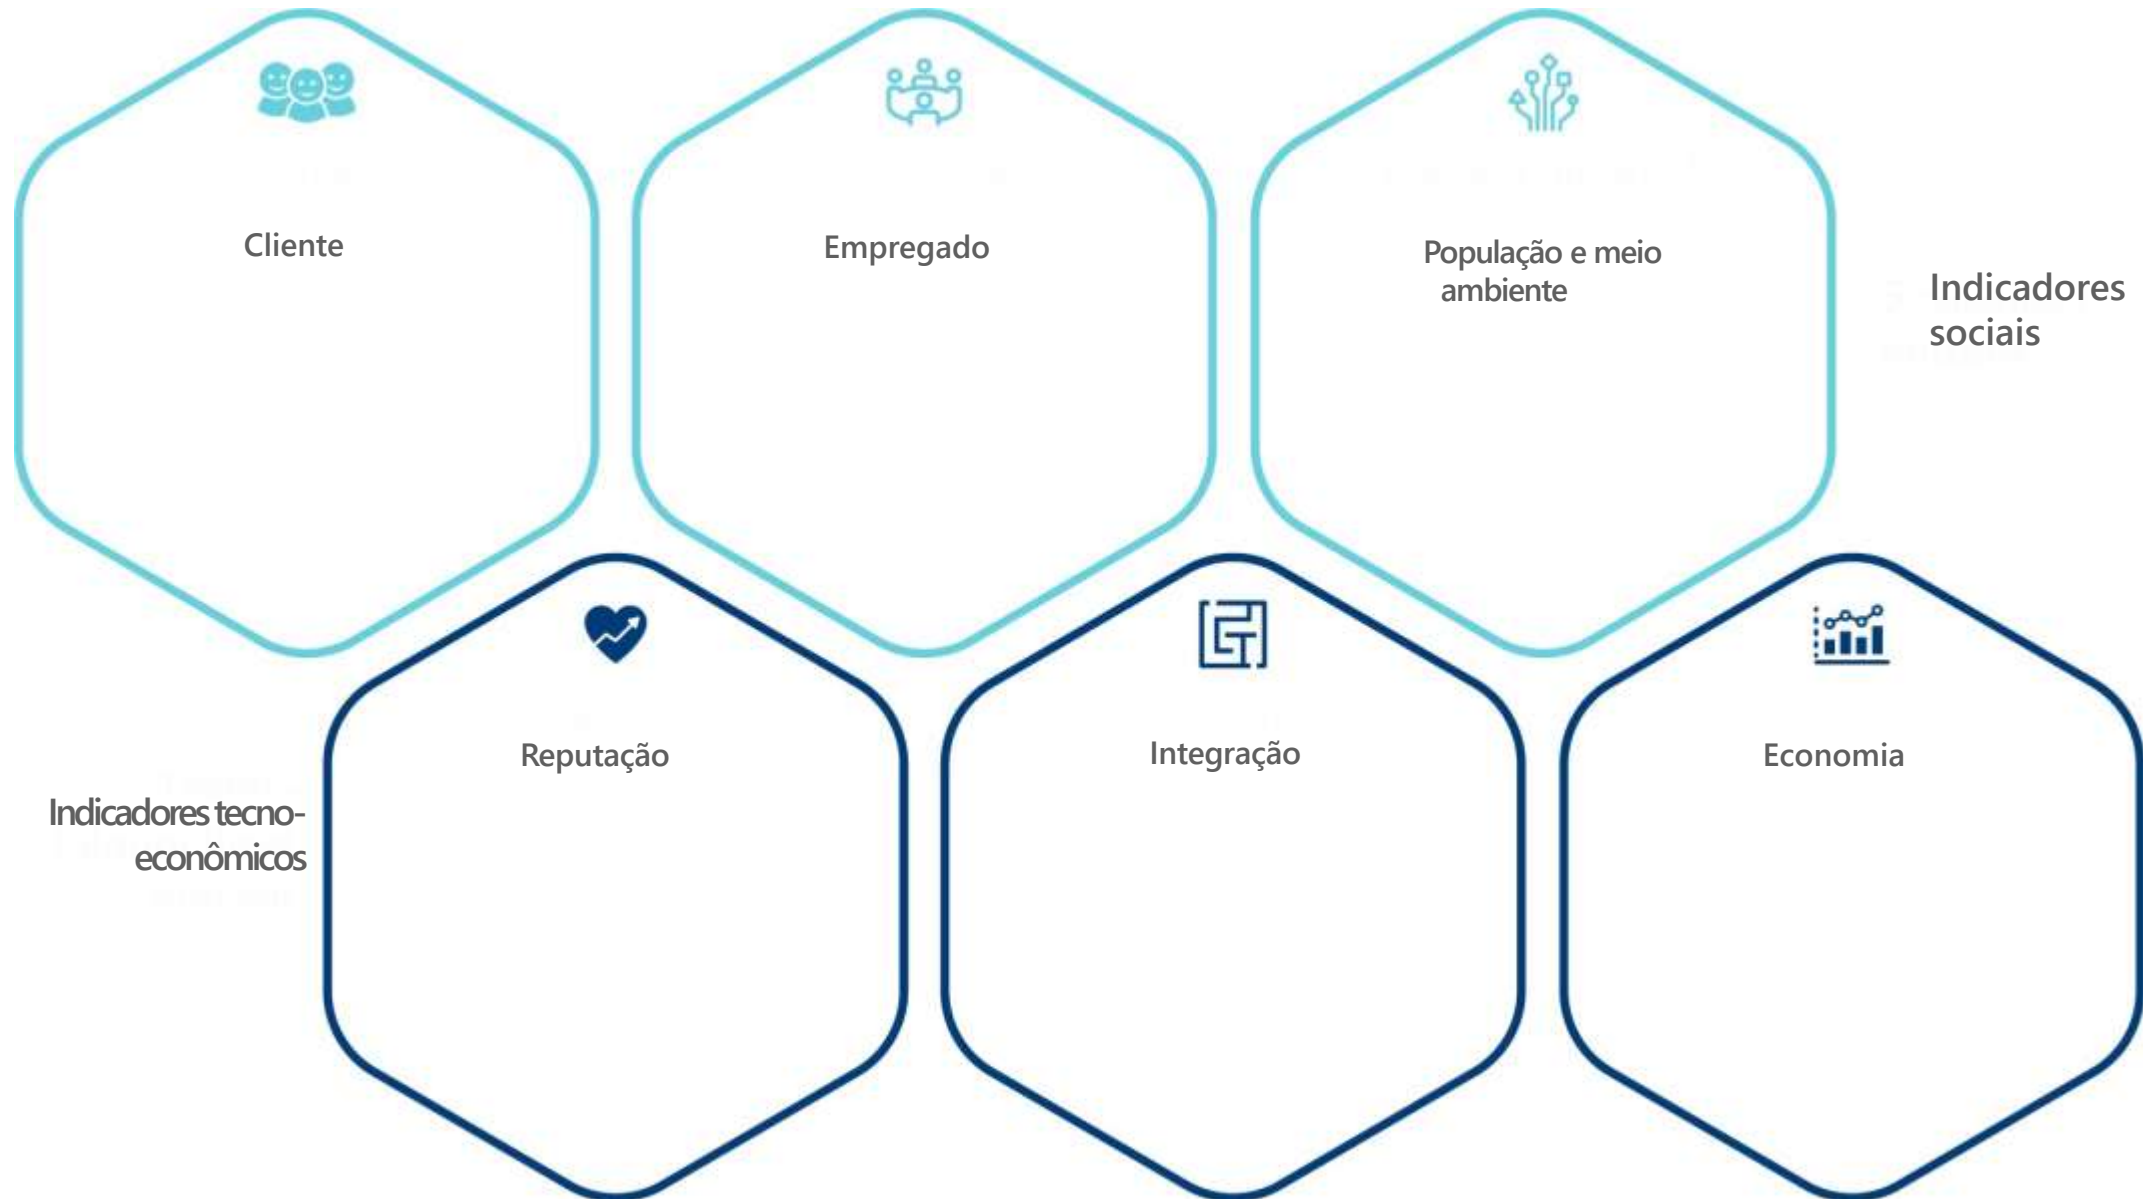 Cliente
Empregado
População e meio
ambiente
Indicadores
sociais
Reputação
Integração
Economia
Indicadores tecno-
econômicos